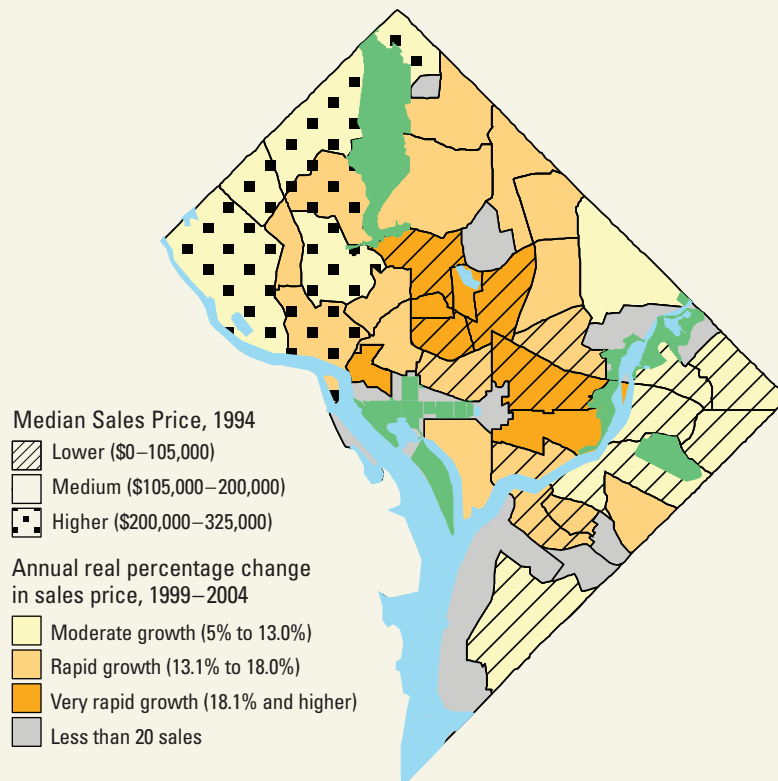 Median Sales Price, 1994
Lower ($0–105,000)
Medium ($105,000–200,000)
Higher ($200,000–325,000)
Annual real percentage change
in sales price, 1999–2004
Moderate growth (5% to 13.0%)
Rapid growth (13.1% to 18.0%)
Very rapid growth (18.1% and higher)
Less than 20 sales